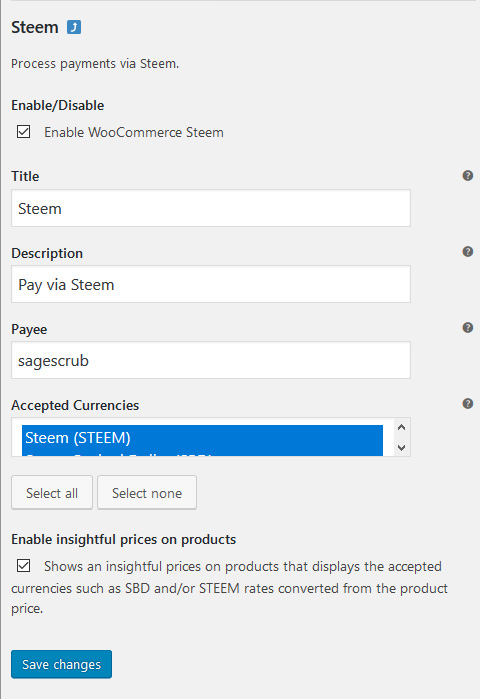 Steem
Process payments via Steem.
Enable/Disable
Enable WooCommerce Steem
Title
Steem
Description
Pay via Steem
Payee
sagescrub
Accepted Currencies
Steem (STEEM)
Select all Select none
Enable insightful prices on products
Shows an insightful prices on products that displays the accepted
currencies such as SBD and/or STEEM rates converted from the product
price.
Save changes